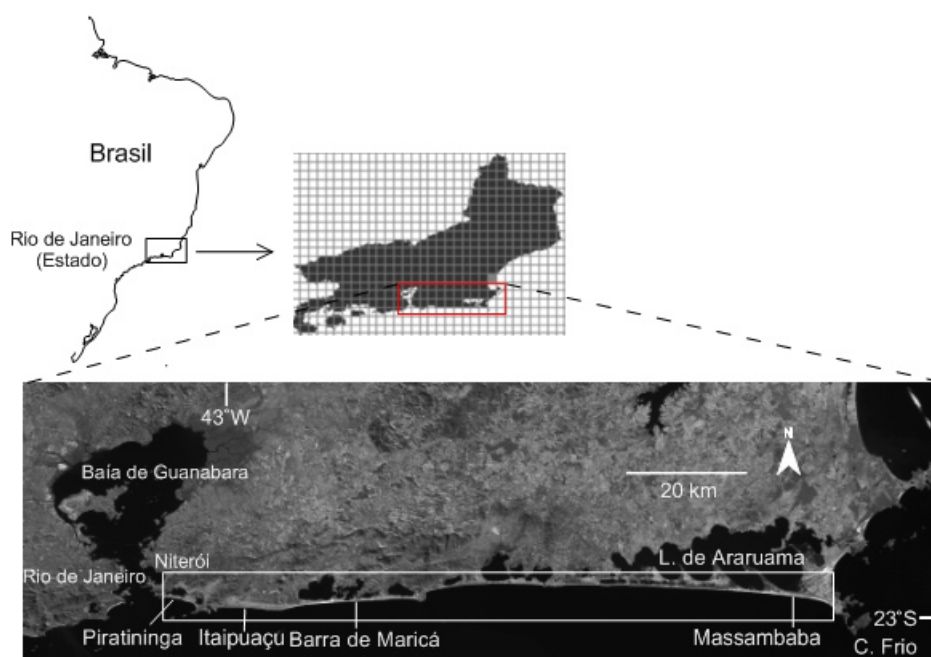 Brasil
Rio de Janeiro
(Estado)
43°W
N
Baía de Guanabara
20 km
Niterói
L. de Araruama
Rio de Janeiro
23°S
Piratininga
Itaipuaçu
Barra de Maricá
Massambaba
C. Frio